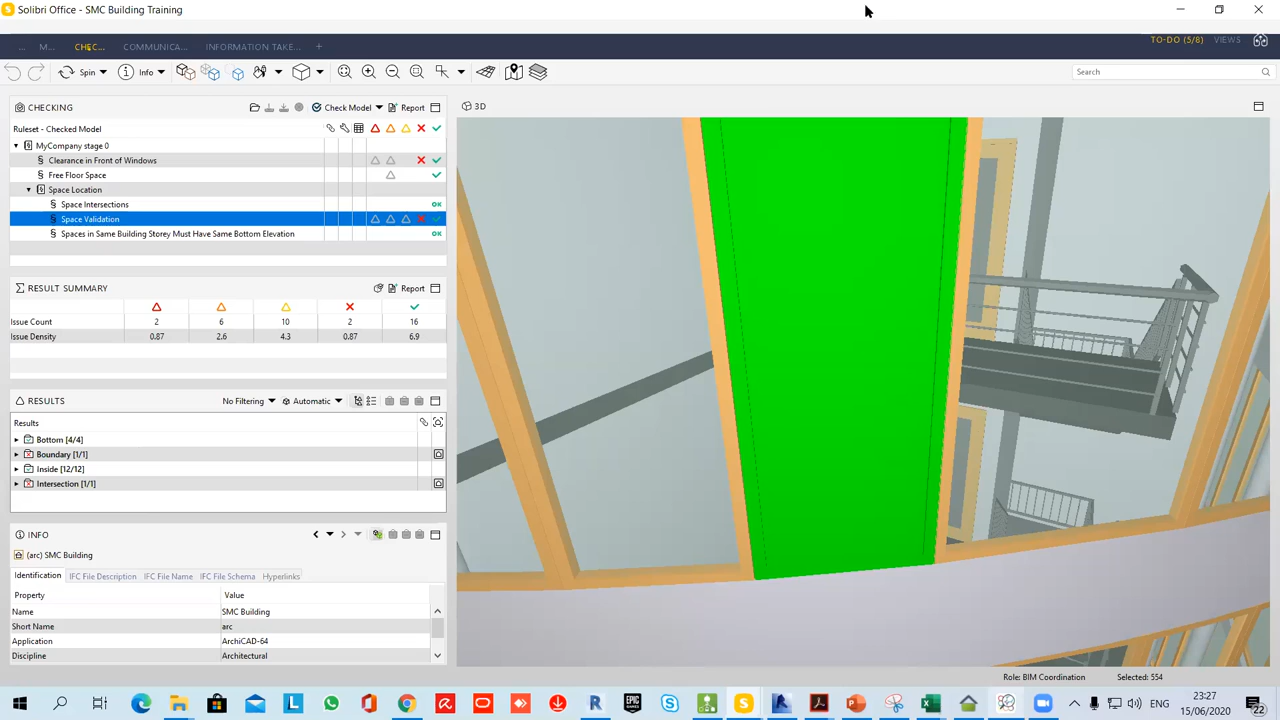 Solibri Office - SMC Building Training
... M... CHEC... COMMUNICA... INFORMATION TAKE... +
TO-DO (5/8) VIEWS
Spin Info Search
CHECKING Check Model Report
3D
Ruleset - Checked Model
MyCompany stage 0
§ Clearance in Front of Windows
§ Free Floor Space
Space Location
§ Space Intersections OK
§ Space Validation
§ Spaces in Same Building Storey Must Have Same Bottom Elevation OK
RESULT SUMMARY Report
Issue Count 2 6 10 2 16
Issue Density 0.87 2.6 4.3 0.87 6.9
RESULTS No Filtering Automatic
Results
Bottom [4/4]
Boundary [1/1]
Inside [12/12]
Intersection [1/1]
INFO
(arc) SMC Building
Identification IFC File Description IFC File Name IFC File Schema Hyperlinks
Property Value
Name SMC Building
Short Name arc
Application ArchiCAD-64
Discipline Architectural
Role: BIM Coordination Selected: 554
ENG 23:27
15/06/2020 22